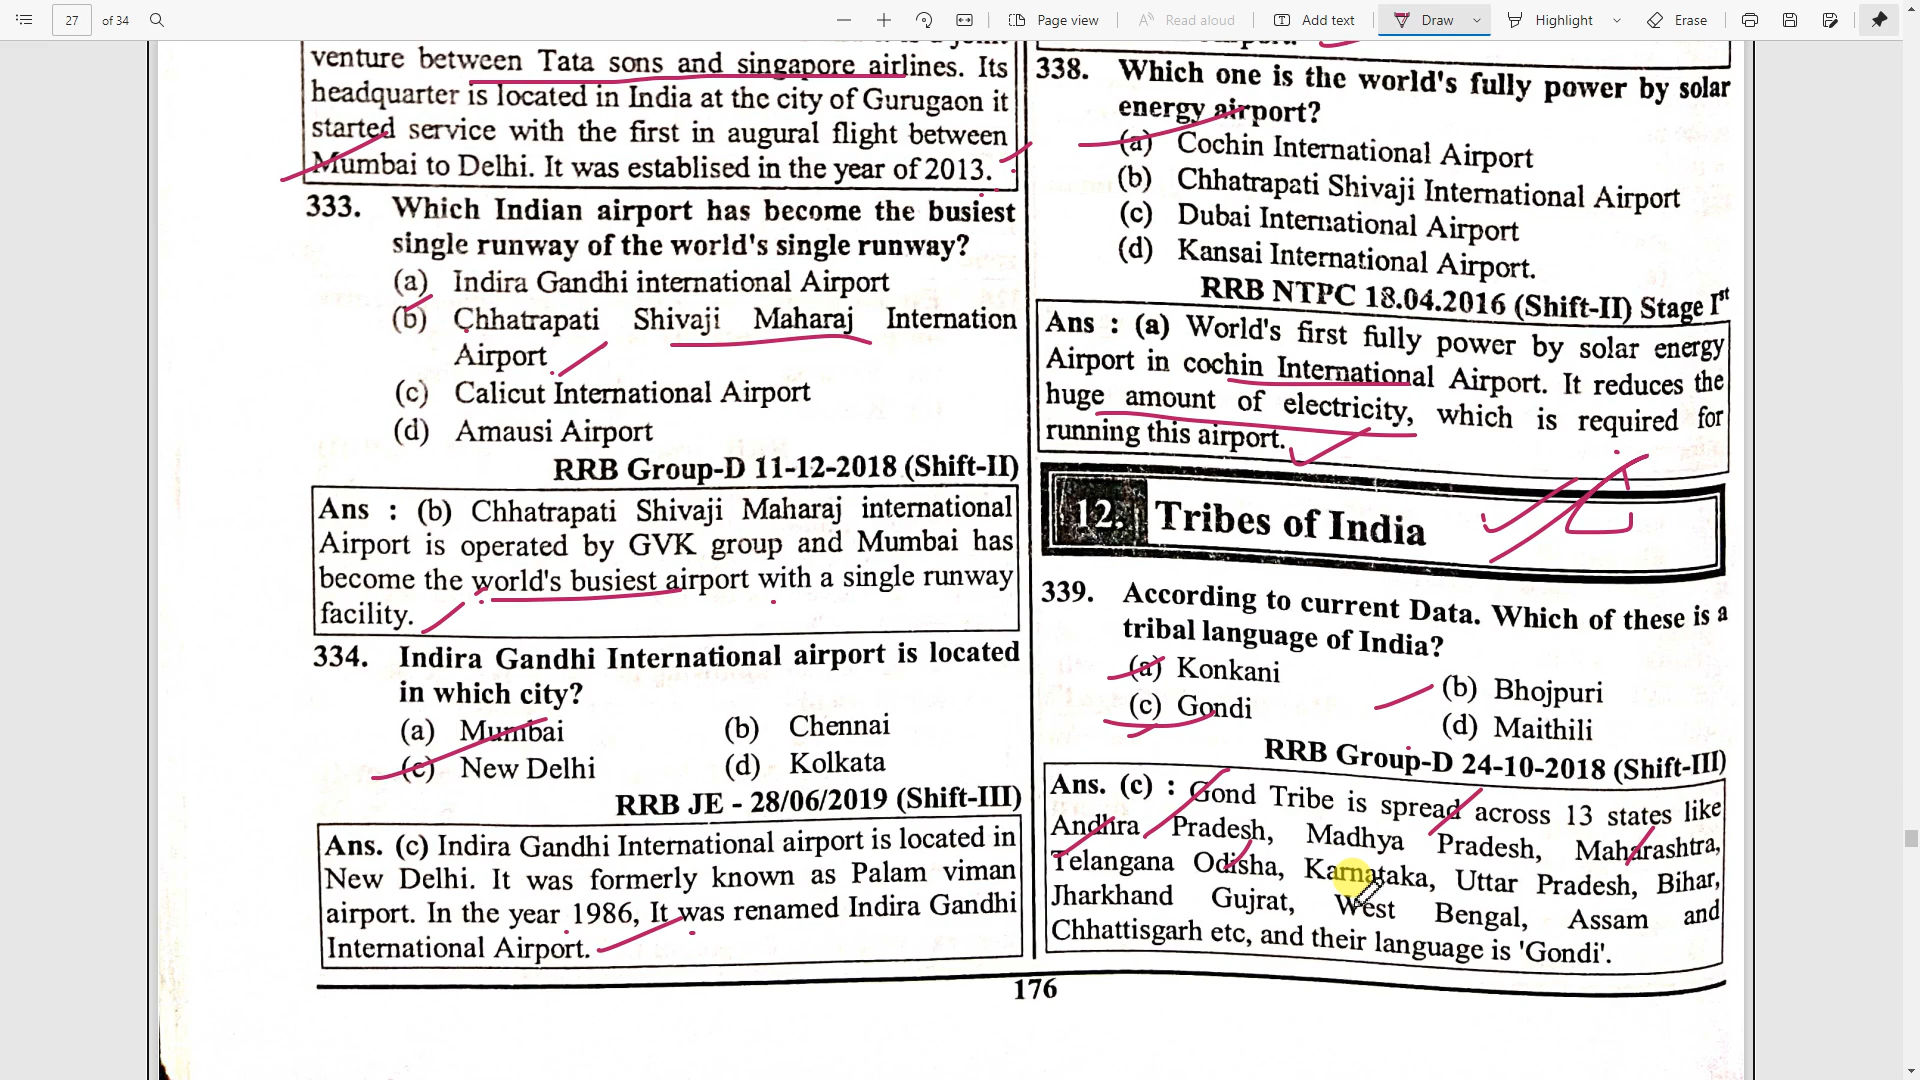 27 of 34
Page view
Read aloud
Add text
Draw
Highlight
Erase
venture between Tata sons and singapore airlines. Its
headquarter is located in India at the city of Gurugaon it
started service with the first in augural flight between
Mumbai to Delhi. It was establised in the year of 2013.
333. Which Indian airport has become the busiest
single runway of the world's single runway?
(a) Indira Gandhi international Airport
(b) Chhatrapati Shivaji Maharaj Internation
Airport
(c) Calicut International Airport
(d) Amausi Airport
RRB Group-D 11-12-2018 (Shift-II)
Ans : (b) Chhatrapati Shivaji Maharaj international
Airport is operated by GVK group and Mumbai has
become the world's busiest airport with a single runway
facility.
334. Indira Gandhi International airport is located
in which city?
(a) Mumbai (b) Chennai
(c) New Delhi (d) Kolkata
RRB JE - 28/06/2019 (Shift-III)
Ans. (c) Indira Gandhi International airport is located in
New Delhi. It was formerly known as Palam viman
airport. In the year 1986, It was renamed Indira Gandhi
International Airport.
338. Which one is the world's fully power by solar
energy airport?
(a) Cochin International Airport
(b) Chhatrapati Shivaji International Airport
(c) Dubai International Airport
(d) Kansai International Airport.
RRB NTPC 18.04.2016 (Shift-II) Stage Ist
Ans : (a) World's first fully power by solar energy
Airport in cochin International Airport. It reduces the
huge amount of electricity, which is required for
running this airport.
12. Tribes of India
339. According to current Data. Which of these is a
tribal language of India?
(a) Konkani (b) Bhojpuri
(c) Gondi (d) Maithili
RRB Group-D 24-10-2018 (Shift-III)
Ans. (c) : Gond Tribe is spread across 13 states like
Andhra Pradesh, Madhya Pradesh, Maharashtra,
Telangana Odisha, Karnataka, Uttar Pradesh, Bihar,
Jharkhand Gujrat, West Bengal, Assam and
Chhattisgarh etc, and their language is 'Gondi'.
176